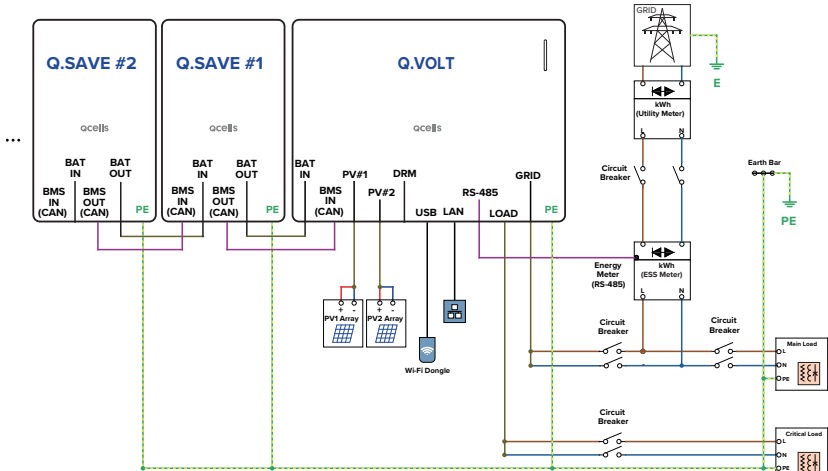 GRID
Q.SAVE #2
Q.SAVE #1
Q.VOLT
E
kWh
(Utility Meter)
L
N
qcells
qcells
qcells
...
BAT
IN
BAT
OUT
BMS
IN
(CAN)
BMS
OUT
(CAN)
PE
BAT
IN
BAT
OUT
BMS
IN
(CAN)
BMS
OUT
(CAN)
BAT
IN
BMS
IN
(CAN)
PV#1
PV#2
DRM
USB
LAN
RS-485
LOAD
GRID
PE
Circuit
Breaker
Earth Bar
PE
Energy
Meter
(RS-485)
kWh
(ESS Meter)
L
N
+ -
PV1 Array
+ -
PV2 Array
Wi-Fi Dongle
Circuit
Breaker
Circuit
Breaker
Main Load
L
N
PE
Circuit
Breaker
Critical Load
L
N
PE